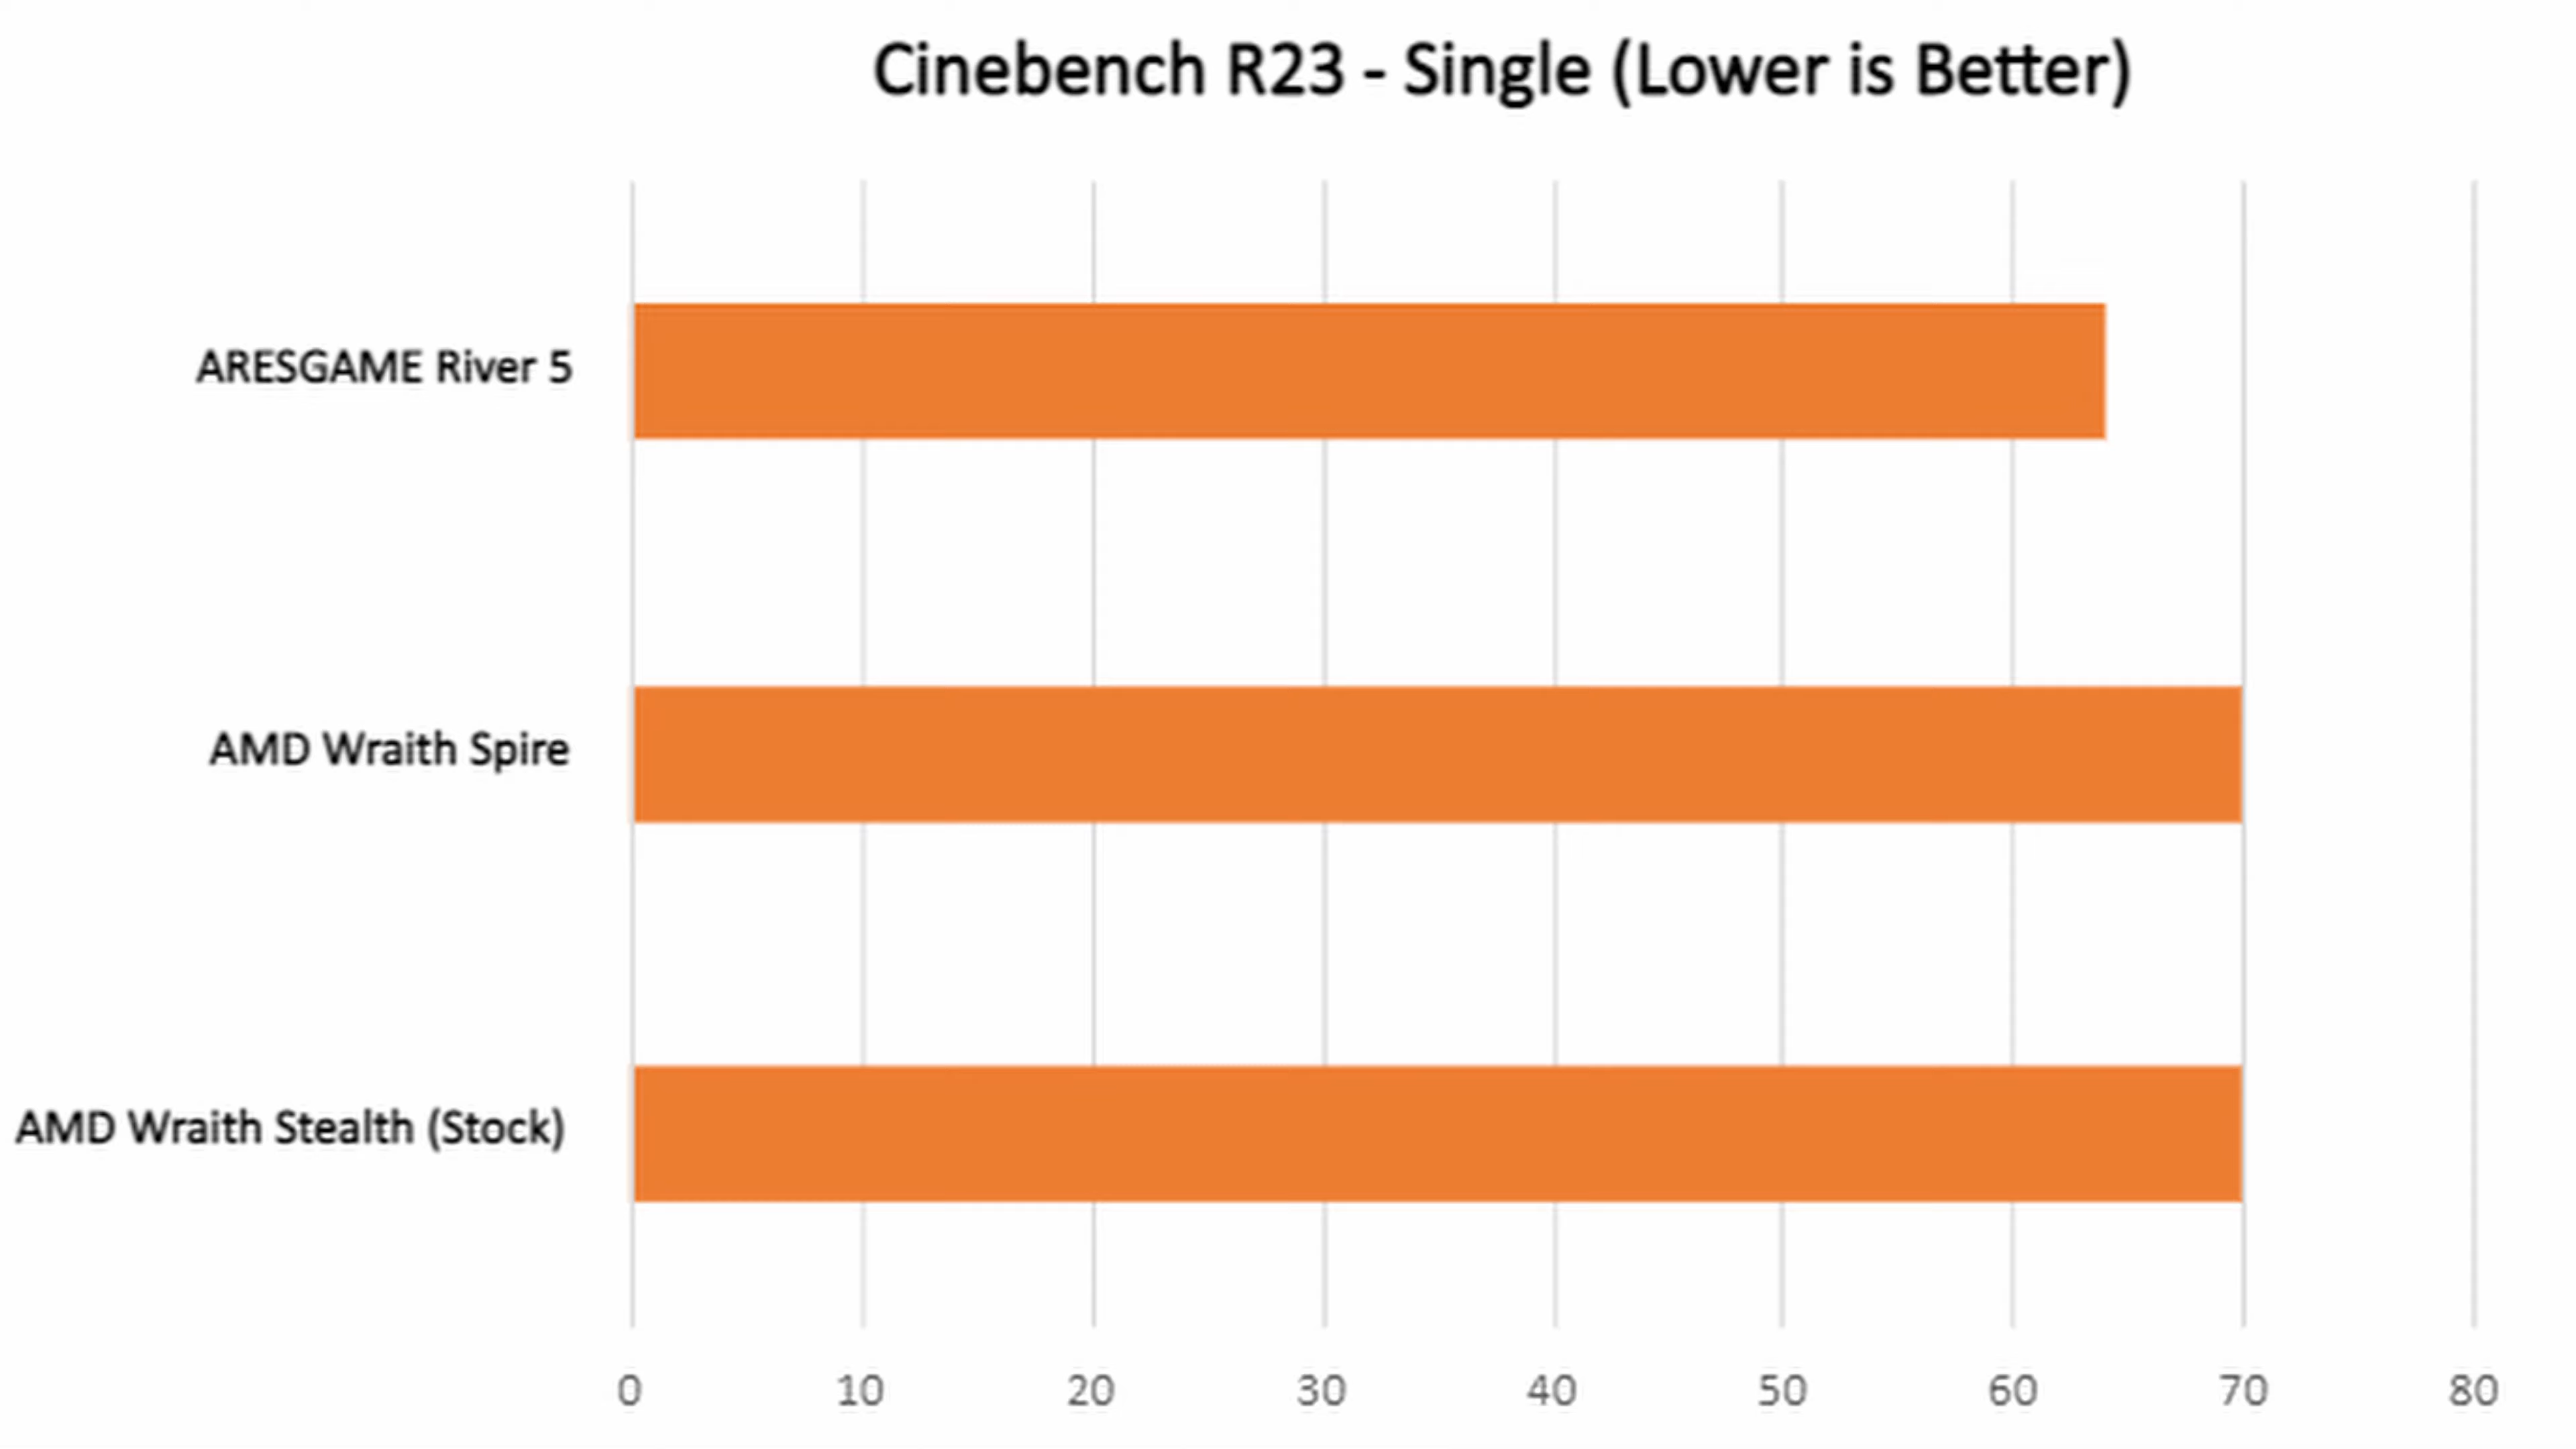 Cinebench R23 - Single (Lower is Better)
ARESGAME River 5
AMD Wraith Spire
AMD Wraith Stealth (Stock)
0 10 20 30 40 50 60 70 80